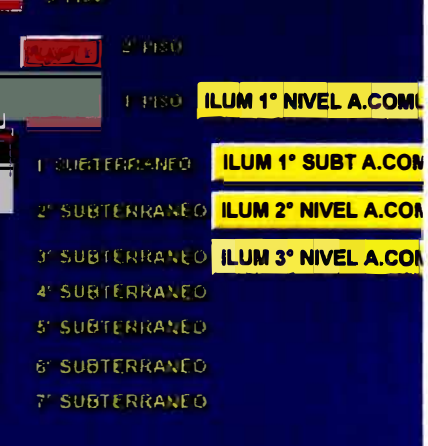 2° PISO
1° PISO ILUM 1° NIVEL A.COMU
1° SUBTERRANEO ILUM 1° SUBT A.COM
2° SUBTERRANEO ILUM 2° NIVEL A.COM
3° SUBTERRANEO ILUM 3° NIVEL A.COM
4° SUBTERRANEO
5° SUBTERRANEO
6° SUBTERRANEO
7° SUBTERRANEO